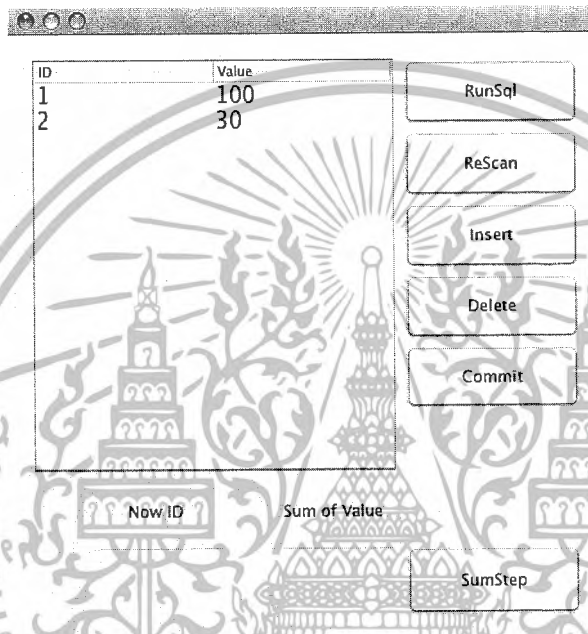 ID Value
1 100
2 30
RunSql
ReScan
Insert
Delete
Commit
Now ID Sum of Value
SumStep